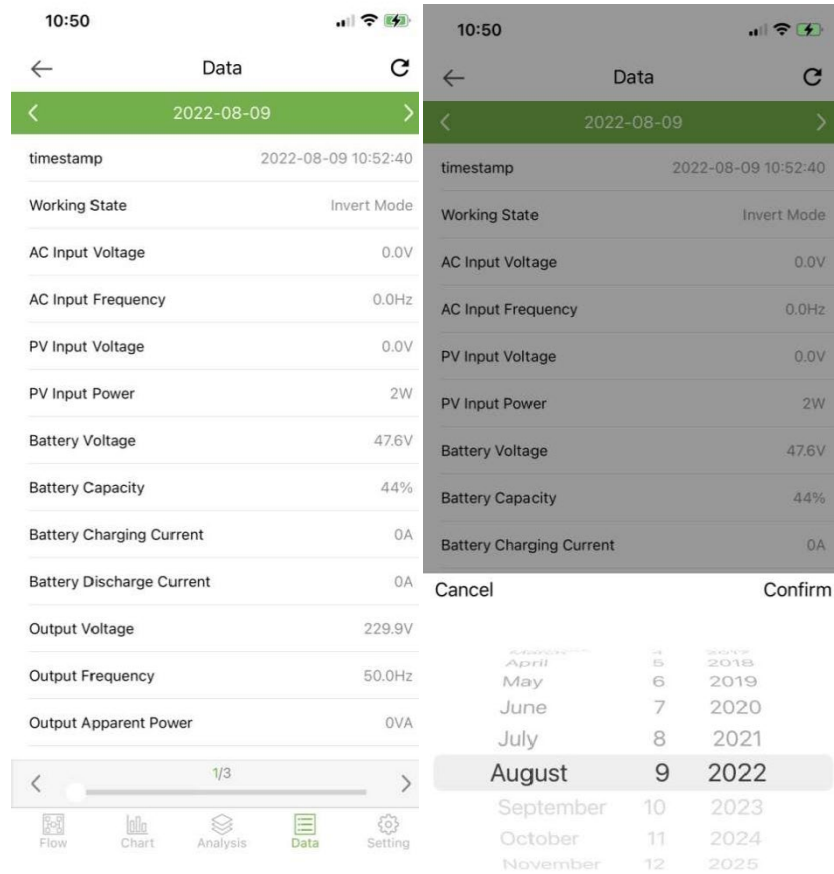 10:50
Data
2022-08-09
timestamp 2022-08-09 10:52:40
Working State Invert Mode
AC Input Voltage 0.0V
AC Input Frequency 0.0Hz
PV Input Voltage 0.0V
PV Input Power 2W
Battery Voltage 47.6V
Battery Capacity 44%
Battery Charging Current 0A
Battery Discharge Current 0A
Output Voltage 229.9V
Output Frequency 50.0Hz
Output Apparent Power 0VA
1/3
Flow Chart Analysis Data Setting
10:50
Data
2022-08-09
timestamp 2022-08-09 10:52:40
Working State Invert Mode
AC Input Voltage 0.0V
AC Input Frequency 0.0Hz
PV Input Voltage 0.0V
PV Input Power 2W
Battery Voltage 47.6V
Battery Capacity 44%
Battery Charging Current 0A
Cancel Confirm
March 4 2017
April 5 2018
May 6 2019
June 7 2020
July 8 2021
August 9 2022
September 10 2023
October 11 2024
November 12 2025